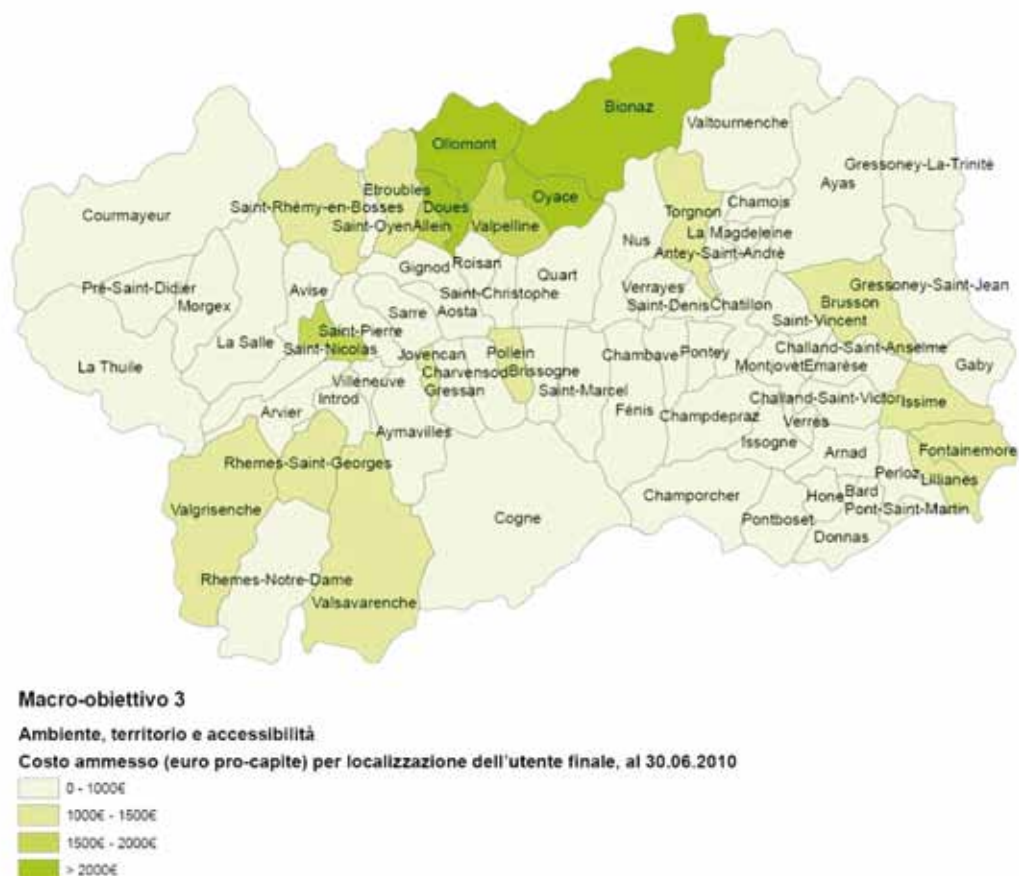 Bionaz
Valtournenche
Ollomont
Gressoney-La-Trinité
Ayas
Etroubles
Oyace
Chamois
Courmayeur
Saint-Rhémy-en-Bosses
Doues
Torgnon
Saint-Oyen
Allein
Valpelline
La Magdeleine
Nus
Antey-Saint-André
Roisan
Gignod
Quart
Pré-Saint-Didier
Avise
Saint-Christophe
Verrayes
Gressoney-Saint-Jean
Morgex
Saint-Denis
Chatillon
Brusson
Sarre
Aosta
Saint-Vincent
Saint-Pierre
La Salle
Saint-Nicolas
Jovencan
Pollein
Chambave
Pontey
Challand-Saint-Anselme
La Thuile
Charvensod
Brissogne
Montjovet
Emarèse
Gaby
Villeneuve
Gressan
Saint-Marcel
Introd
Challand-Saint-Victor
Issime
Arvier
Fénis
Champdepraz
Verrès
Aymavilles
Issogne
Arnad
Fontainemore
Rhemes-Saint-Georges
Perloz
Lillianes
Valgrisenche
Champorcher
Hone
Bard
Cogne
Pont-Saint-Martin
Pontboset
Donnas
Rhemes-Notre-Dame
Valsavarenche
Macro-obiettivo 3
Ambiente, territorio e accessibilità
Costo ammesso (euro pro-capite) per localizzazione dell'utente finale, al 30.06.2010
0 - 1000€
1000€ - 1500€
1500€ - 2000€
> 2000€